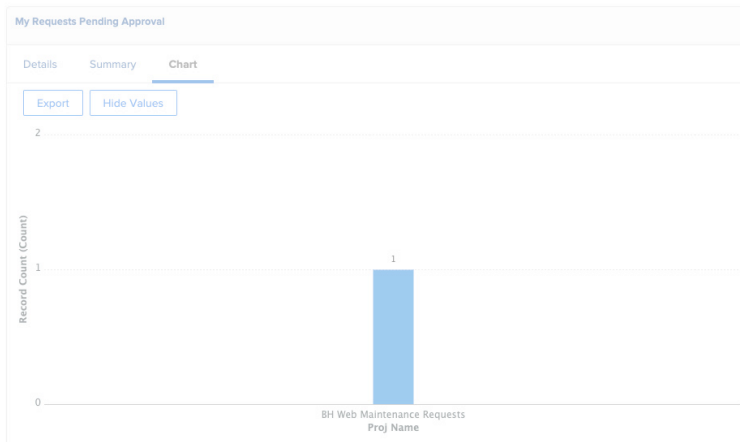 My Requests Pending Approval
Details Summary Chart
Export Hide Values
2
1
1
0
Record Count (Count)
8H Web Maintenance Requests
Proj Name